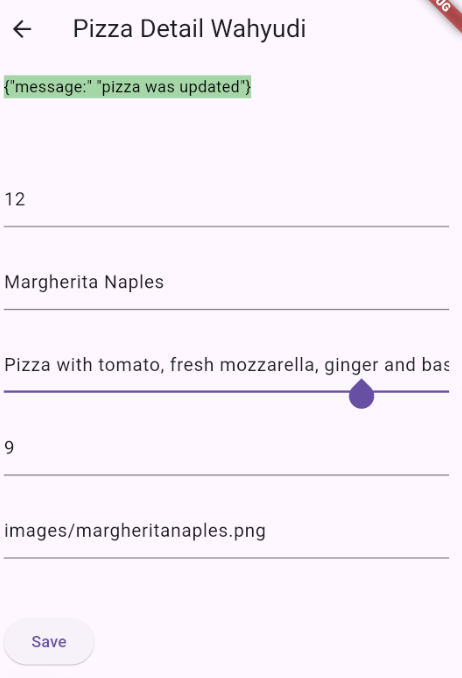 Pizza Detail Wahyudi
{"message:" "pizza was updated"}
12
Margherita Naples
Pizza with tomato, fresh mozzarella, ginger and bas
9
images/margheritanaples.png
Save